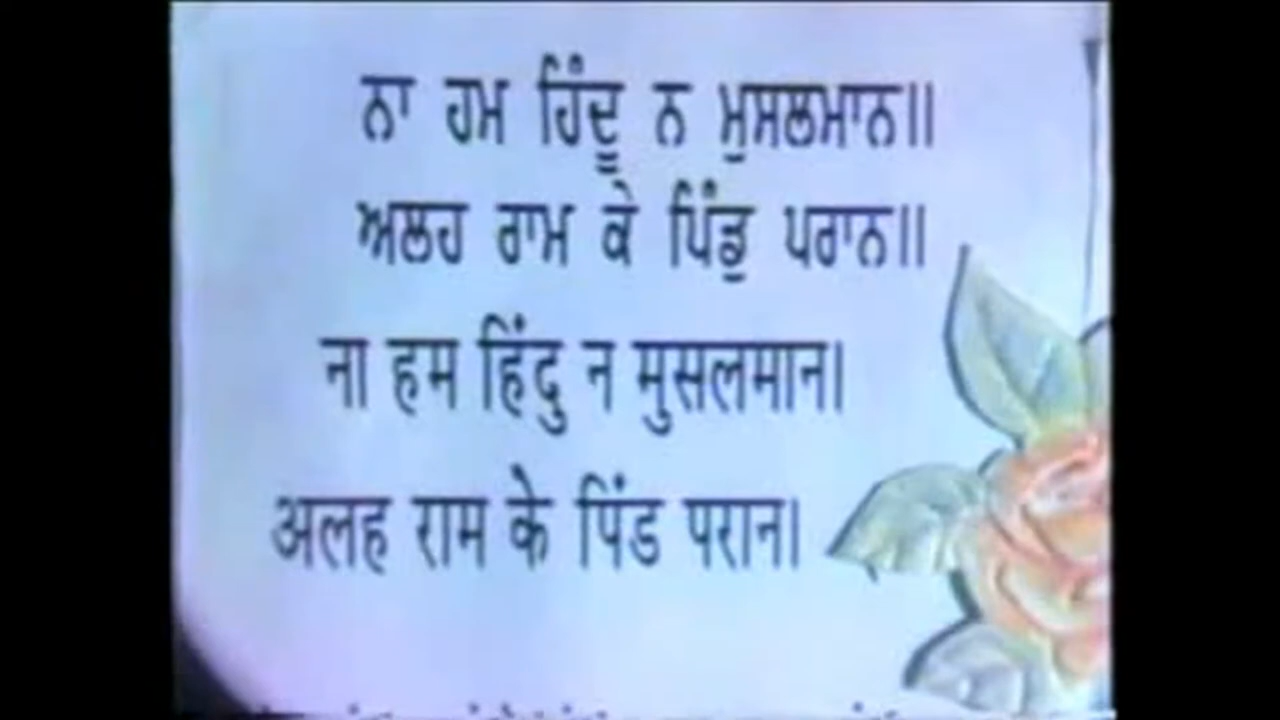 ਨਾ ਹਮ ਹਿੰਦੂ ਨ ਮੁਸਲਮਾਨ॥
ਅਲਹ ਰਾਮ ਕੇ ਪਿੰਡੁ ਪਰਾਨ॥
ना हम हिंदु न मुसलमान।
अलह राम के पिंड परान।